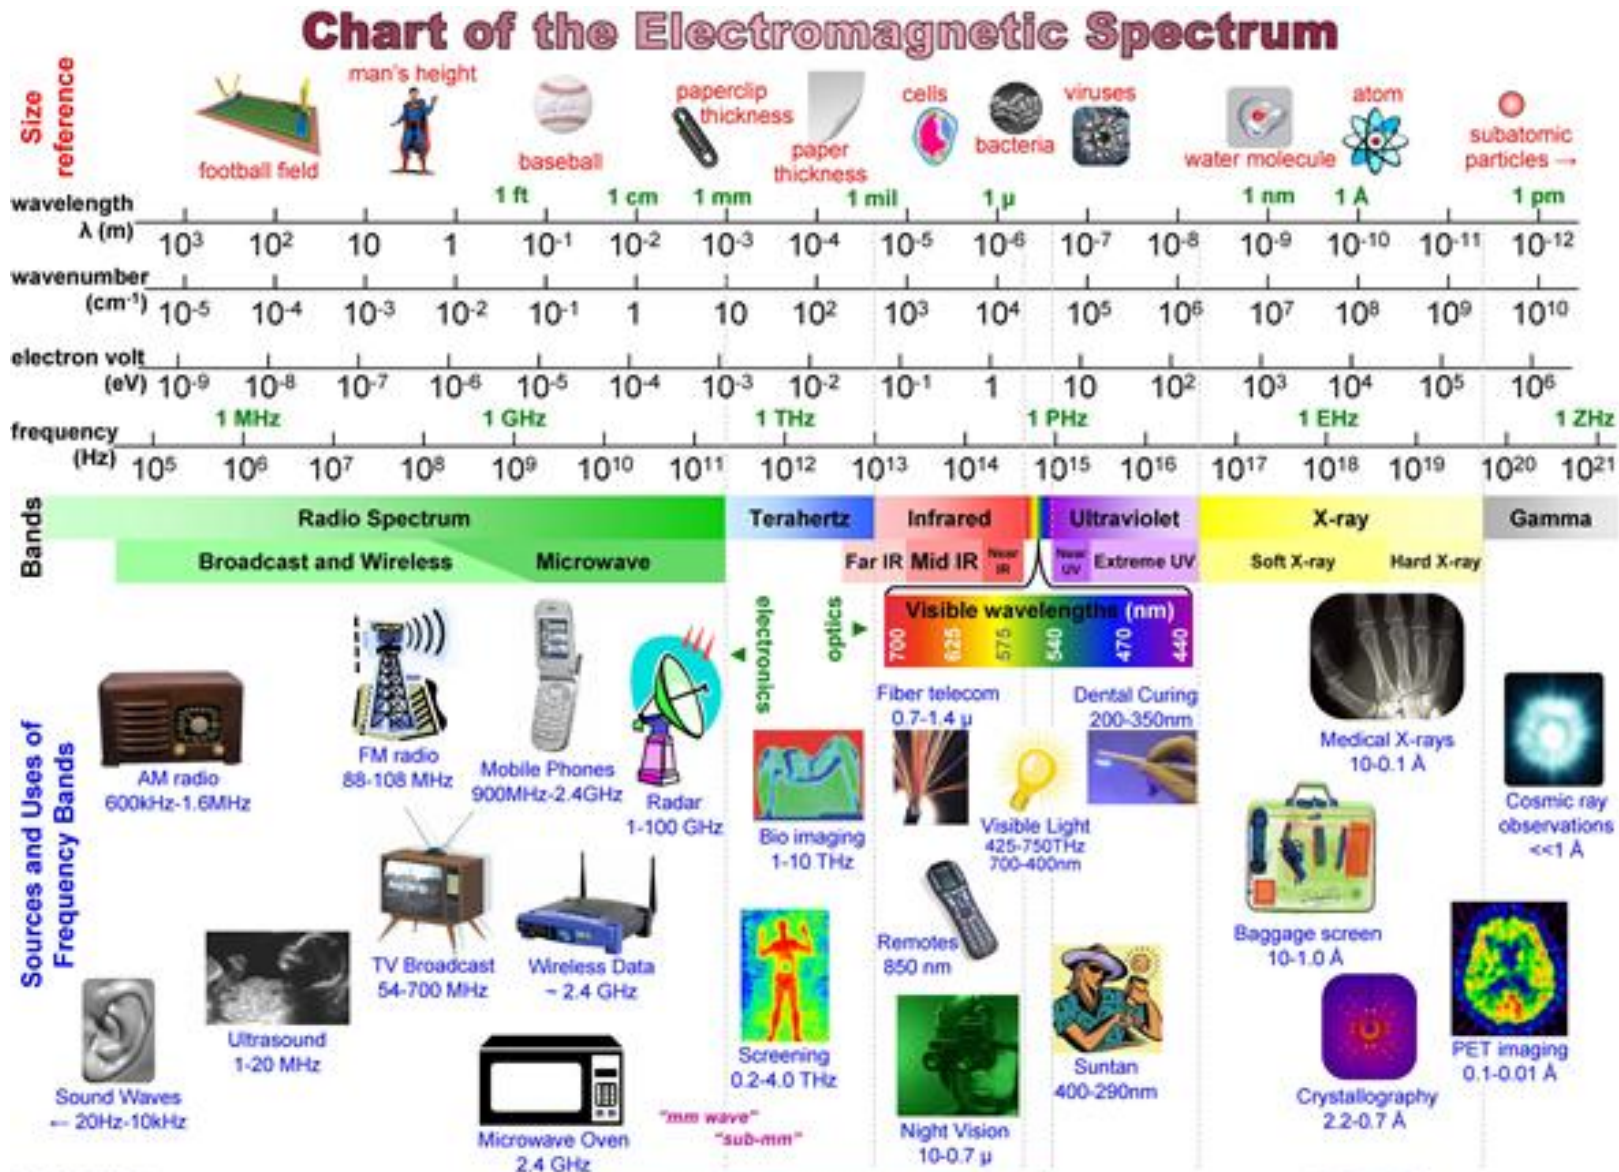 Chart of the Electromagnetic Spectrum
Size
reference
football field
man's height
baseball
paperclip
thickness
paper
thickness
cells
bacteria
viruses
water molecule
atom
subatomic
particles →
wavelength
λ (m)
1 ft 1 cm 1 mm 1 mil 1 µ 1 nm 1 Å 1 pm
10³ 10² 10 1 10⁻¹ 10⁻² 10⁻³ 10⁻⁴ 10⁻⁵ 10⁻⁶ 10⁻⁷ 10⁻⁸ 10⁻⁹ 10⁻¹⁰ 10⁻¹¹ 10⁻¹²
wavenumber
(cm⁻¹)
10⁻⁵ 10⁻⁴ 10⁻³ 10⁻² 10⁻¹ 1 10 10² 10³ 10⁴ 10⁵ 10⁶ 10⁷ 10⁸ 10⁹ 10¹⁰
electron volt
(eV)
10⁻⁹ 10⁻⁸ 10⁻⁷ 10⁻⁶ 10⁻⁵ 10⁻⁴ 10⁻³ 10⁻² 10⁻¹ 1 10 10² 10³ 10⁴ 10⁵ 10⁶
1 MHz 1 GHz 1 THz 1 PHz 1 EHz 1 ZHz
frequency
(Hz)
10⁵ 10⁶ 10⁷ 10⁸ 10⁹ 10¹⁰ 10¹¹ 10¹² 10¹³ 10¹⁴ 10¹⁵ 10¹⁶ 10¹⁷ 10¹⁸ 10¹⁹ 10²⁰ 10²¹
Bands
Radio Spectrum Terahertz Infrared Ultraviolet X-ray Gamma
Broadcast and Wireless Microwave
Far IR Mid IR Near IR
Near UV Extreme UV
Soft X-ray Hard X-ray
electronics
optics
Visible wavelengths (nm)
700 625 575 540 470 440
Sources and Uses of
Frequency Bands
AM radio
600kHz-1.6MHz
FM radio
88-108 MHz
Mobile Phones
900MHz-2.4GHz
Radar
1-100 GHz
Bio imaging
1-10 THz
Fiber telecom
0.7-1.4 µ
Dental Curing
200-350nm
Visible Light
425-750THz
700-400nm
Medical X-rays
10-0.1 Å
Cosmic ray
observations
<<1 Å
TV Broadcast
54-700 MHz
Wireless Data
~ 2.4 GHz
Remotes
850 nm
Baggage screen
10-1.0 Å
Sound Waves
← 20Hz-10kHz
Ultrasound
1-20 MHz
Microwave Oven
2.4 GHz
"mm wave"
"sub-mm"
Screening
0.2-4.0 THz
Night Vision
10-0.7 µ
Suntan
400-290nm
Crystallography
2.2-0.7 Å
PET imaging
0.1-0.01 Å